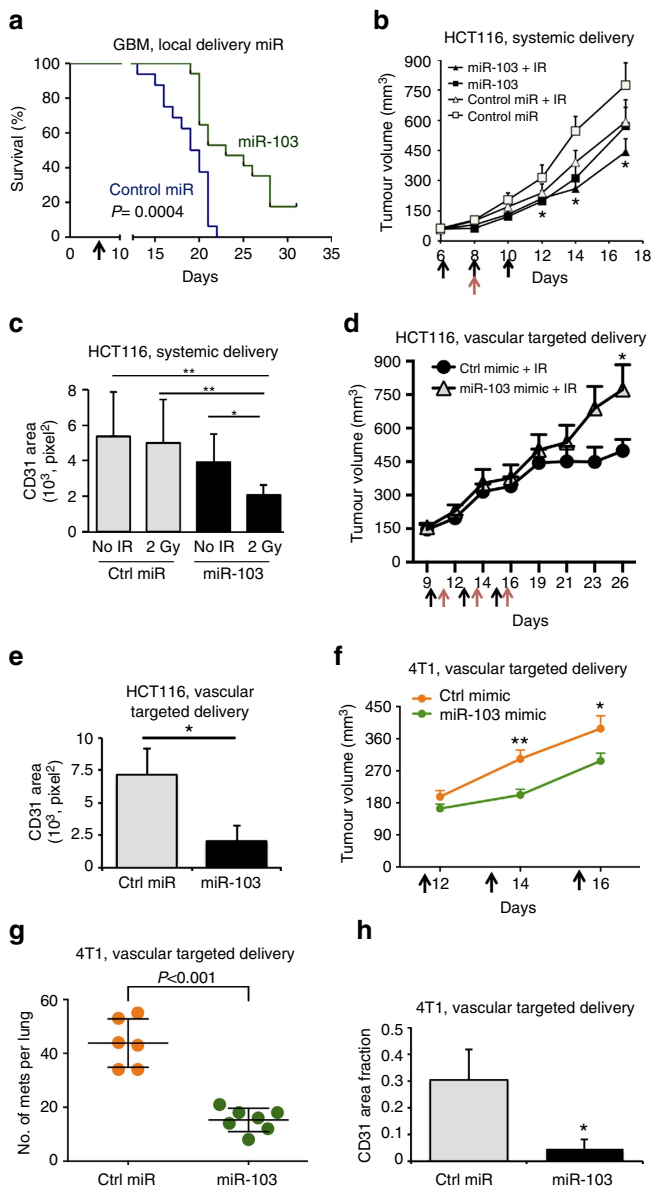 a
GBM, local delivery miR
Survival (%)
100
80
60
40
20
0
miR-103
Control miR
P= 0.0004
0
10
15
20
25
30
35
Days
b
HCT116, systemic delivery
Tumour volume (mm³)
900
750
600
450
300
150
0
miR-103 + IR
miR-103
Control miR + IR
Control miR
*
*
*
6
8
10
12
14
16
18
Days
c
HCT116, systemic delivery
CD31 area
(10³, pixel²)
8
6
4
2
0
**
**
*
No IR
2 Gy
No IR
2 Gy
Ctrl miR
miR-103
d
HCT116, vascular targeted delivery
Tumour volume (mm³)
900
750
600
450
300
150
0
Ctrl mimic + IR
miR-103 mimic + IR
*
9
12
14
16
19
21
23
26
Days
e
HCT116, vascular
targeted delivery
CD31 area
(10³, pixel²)
10
7.5
5
2.5
0
*
Ctrl miR
miR-103
f
4T1, vascular targeted delivery
Tumour volume (mm³)
450
360
270
180
90
0
Ctrl mimic
miR-103 mimic
**
*
12
14
16
Days
g
4T1, vascular targeted delivery
P<0.001
No. of mets per lung
60
40
20
0
Ctrl miR
miR-103
h
4T1, vascular targeted delivery
CD31 area fraction
0.5
0.4
0.3
0.2
0.1
0
*
Ctrl miR
miR-103